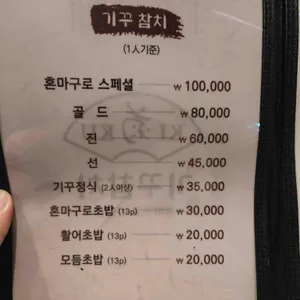 기꾸 참치
(1人기준)
혼마구로 스페셜 ₩ 100,000
골 드 ₩ 80,000
진 ₩ 60,000
선 ₩ 45,000
기꾸정식 (2人이상) ₩ 35,000
혼마구로초밥 (13p) ₩ 30,000
활어초밥 (13p) ₩ 20,000
모듬초밥 (13p) ₩ 20,000